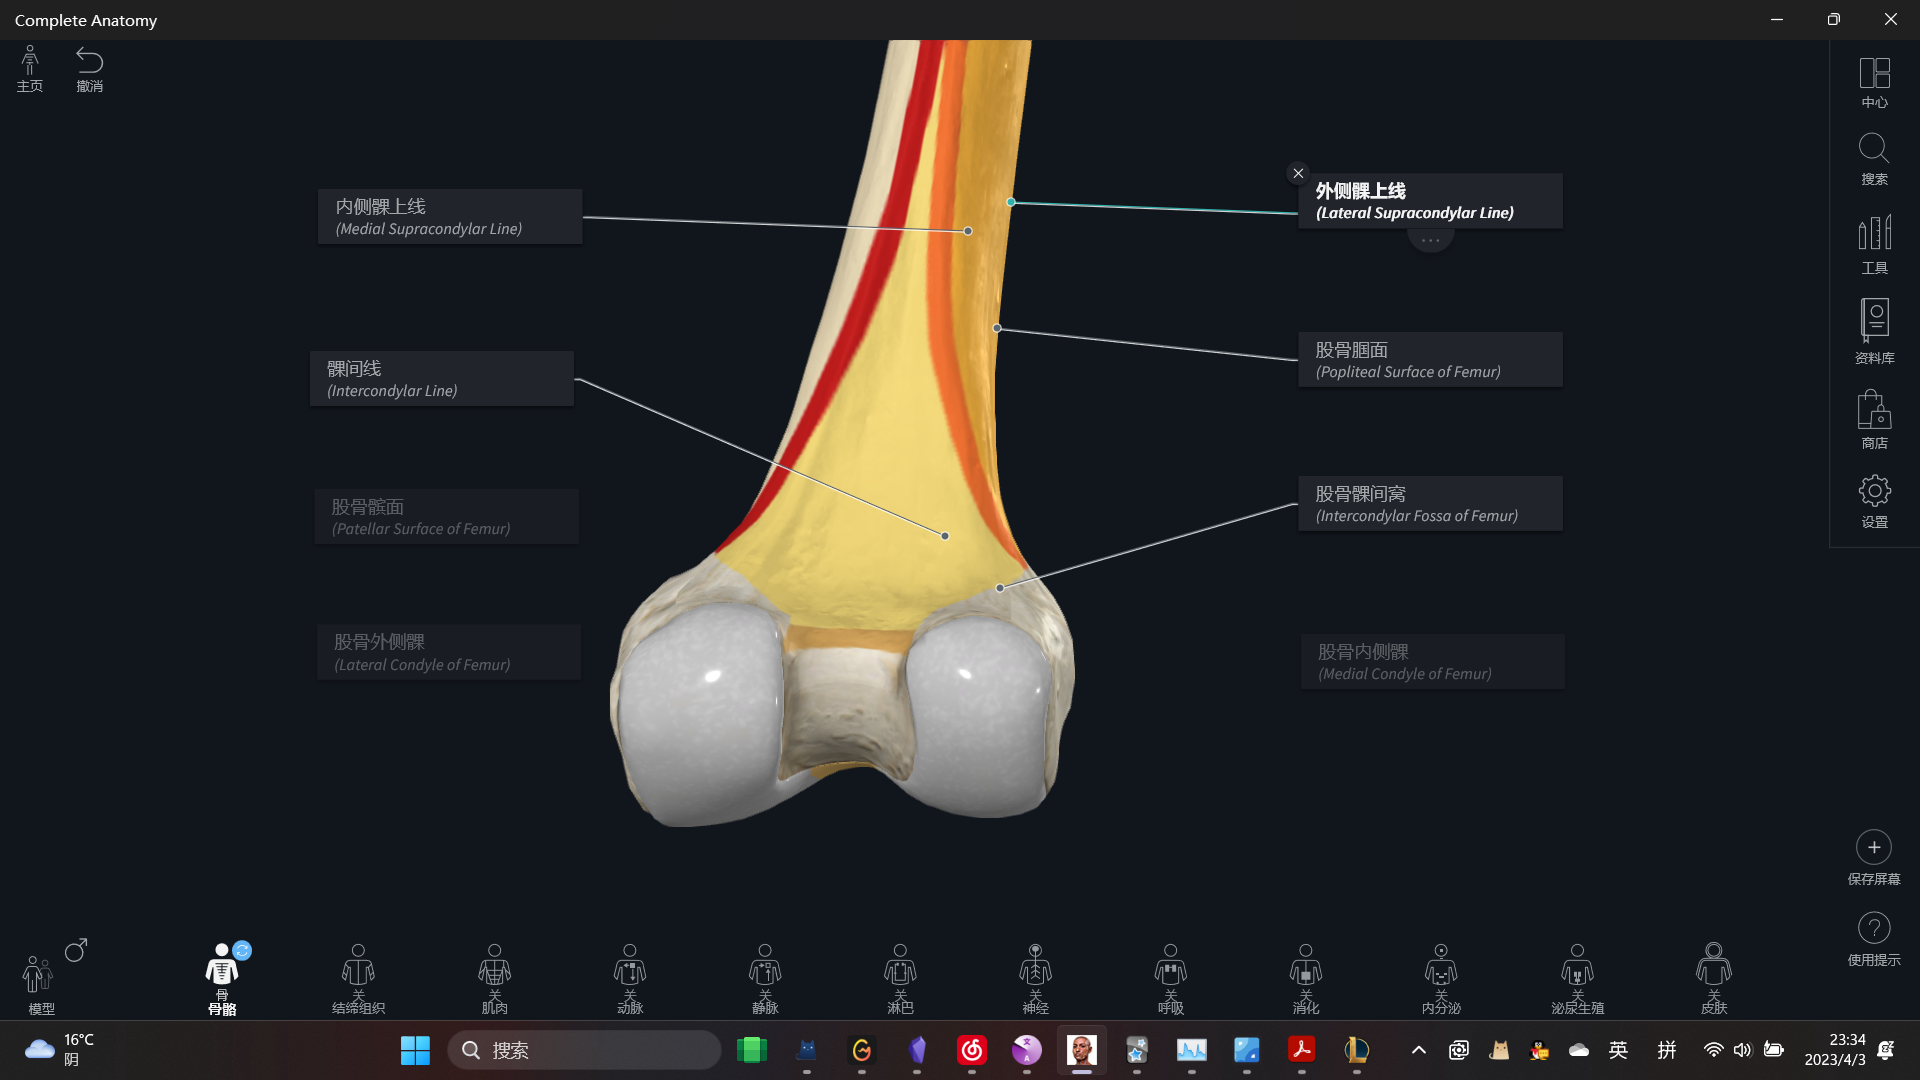 Complete Anatomy
主页
撤消
中心
搜索
工具
资料库
商店
设置
内侧髁上线
(Medial Supracondylar Line)
外侧髁上线
(Lateral Supracondylar Line)
髁间线
(Intercondylar Line)
股骨腘面
(Popliteal Surface of Femur)
股骨髌面
(Patellar Surface of Femur)
股骨髁间窝
(Intercondylar Fossa of Femur)
股骨外侧髁
(Lateral Condyle of Femur)
股骨内侧髁
(Medial Condyle of Femur)
保存屏幕
使用提示
模型
骨
骨骼
关
结缔组织
关
肌肉
关
动脉
关
静脉
关
淋巴
关
神经
关
呼吸
关
消化
关
内分泌
关
泌尿生殖
关
皮肤
16°C
阴
搜索
英
拼
23:34
2023/4/3